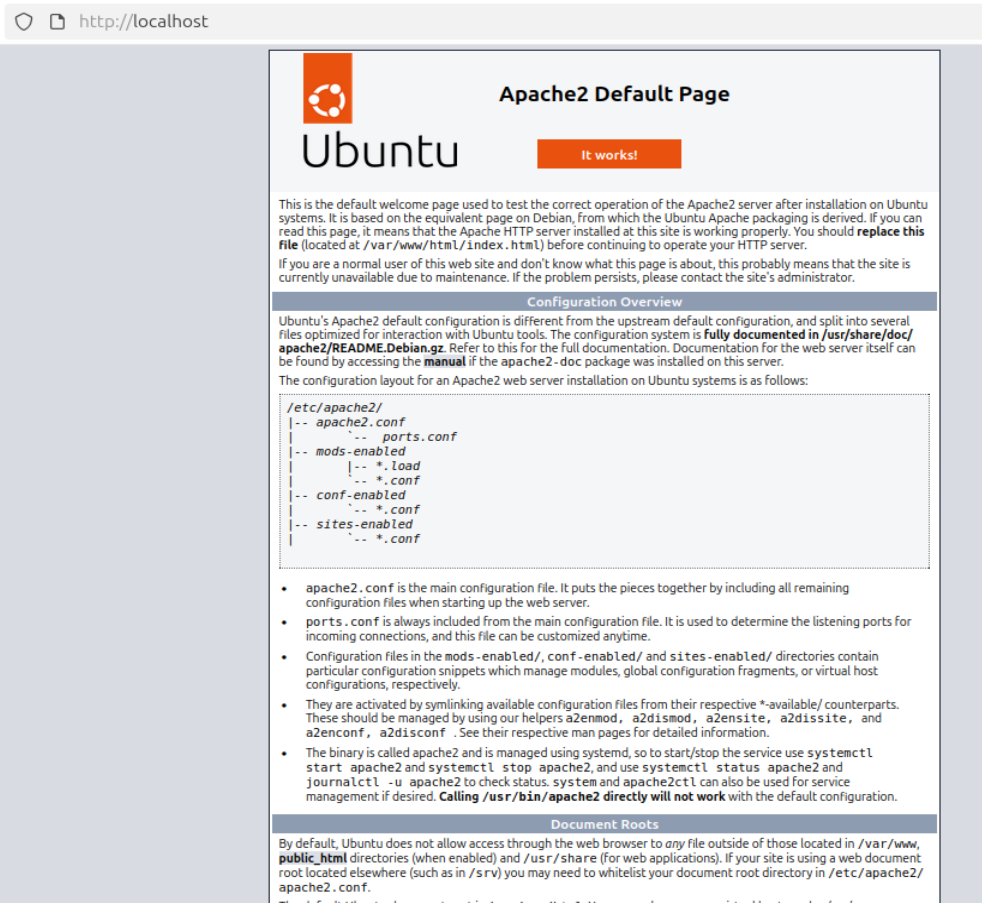 http://localhost
Apache2 Default Page
Ubuntu
It works!
This is the default welcome page used to test the correct operation of the Apache2 server after installation on Ubuntu
systems. It is based on the equivalent page on Debian, from which the Ubuntu Apache packaging is derived. If you can
read this page, it means that the Apache HTTP server installed at this site is working properly. You should replace this
file (located at /var/www/html/index.html) before continuing to operate your HTTP server.
If you are a normal user of this web site and don't know what this page is about, this probably means that the site is
currently unavailable due to maintenance. If the problem persists, please contact the site's administrator.
Configuration Overview
Ubuntu's Apache2 default configuration is different from the upstream default configuration, and split into several
files optimized for interaction with Ubuntu tools. The configuration system is fully documented in /usr/share/doc/
apache2/README.Debian.gz. Refer to this for the full documentation. Documentation for the web server itself can
be found by accessing the manual if the apache2-doc package was installed on this server.
The configuration layout for an Apache2 web server installation on Ubuntu systems is as follows:
/etc/apache2/
|-- apache2.conf
|       `--  ports.conf
|-- mods-enabled
|       |-- *.load
|       `-- *.conf
|-- conf-enabled
|       `-- *.conf
|-- sites-enabled
|       `-- *.conf
• apache2.conf is the main configuration file. It puts the pieces together by including all remaining
configuration files when starting up the web server.
• ports.conf is always included from the main configuration file. It is used to determine the listening ports for
incoming connections, and this file can be customized anytime.
• Configuration files in the mods-enabled/, conf-enabled/ and sites-enabled/ directories contain
particular configuration snippets which manage modules, global configuration fragments, or virtual host
configurations, respectively.
• They are activated by symlinking available configuration files from their respective *-available/ counterparts.
These should be managed by using our helpers a2enmod, a2dismod, a2ensite, a2dissite, and
a2enconf, a2disconf . See their respective man pages for detailed information.
• The binary is called apache2 and is managed using systemd, so to start/stop the service use systemctl
start apache2 and systemctl stop apache2, and use systemctl status apache2 and
journalctl -u apache2 to check status. system and apache2ctl can also be used for service
management if desired. Calling /usr/bin/apache2 directly will not work with the default configuration.
Document Roots
By default, Ubuntu does not allow access through the web browser to any file outside of those located in /var/www,
public_html directories (when enabled) and /usr/share (for web applications). If your site is using a web document
root located elsewhere (such as in /srv) you may need to whitelist your document root directory in /etc/apache2/
apache2.conf.